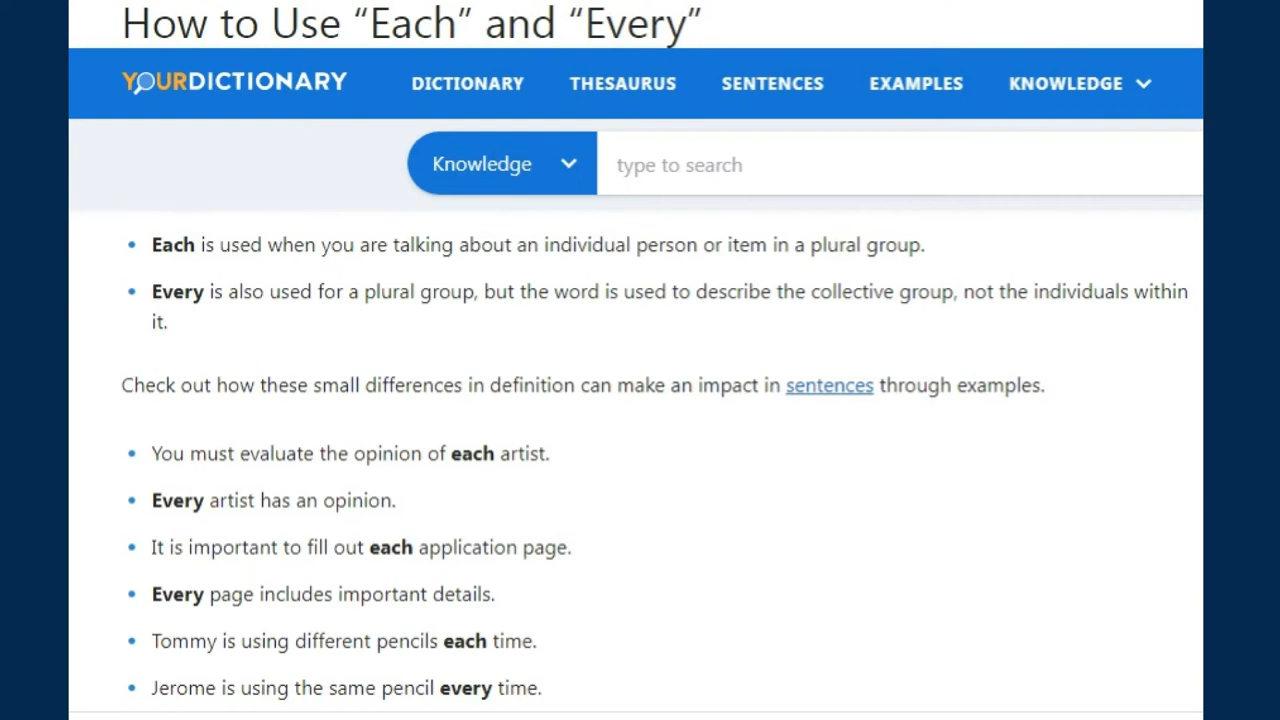 How to Use “Each” and “Every”
YOURDICTIONARY DICTIONARY THESAURUS SENTENCES EXAMPLES KNOWLEDGE
Knowledge type to search
• Each is used when you are talking about an individual person or item in a plural group.
• Every is also used for a plural group, but the word is used to describe the collective group, not the individuals within
it.
Check out how these small differences in definition can make an impact in sentences through examples.
• You must evaluate the opinion of each artist.
• Every artist has an opinion.
• It is important to fill out each application page.
• Every page includes important details.
• Tommy is using different pencils each time.
• Jerome is using the same pencil every time.